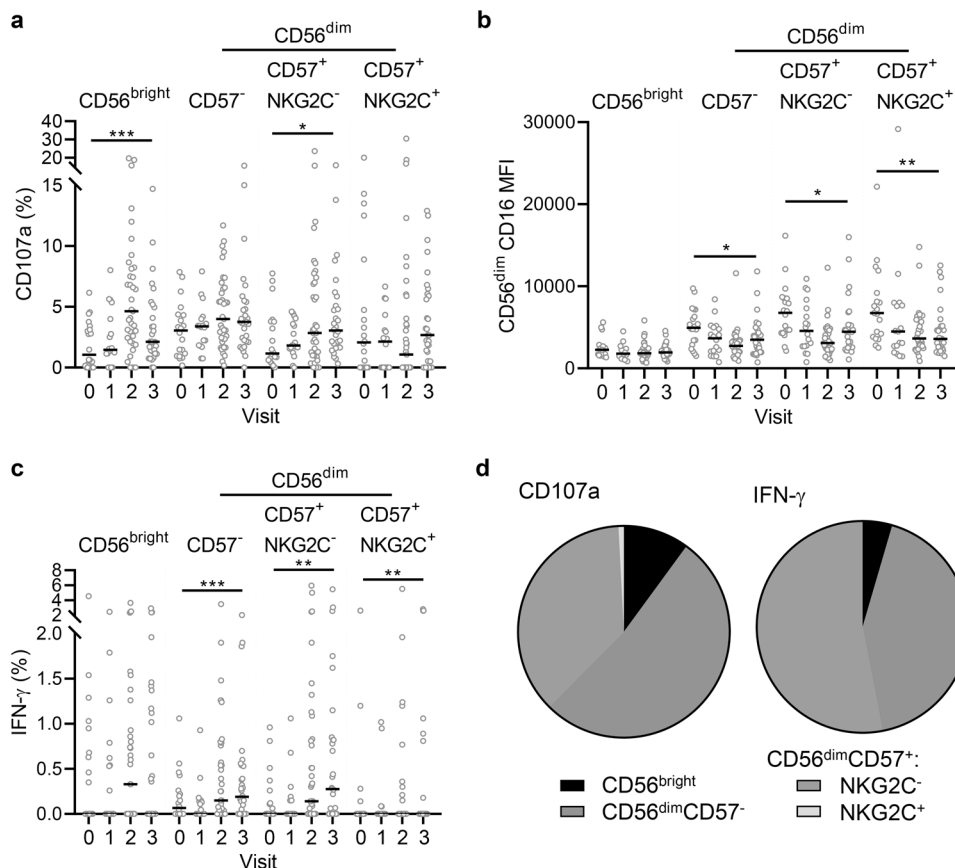 a
CD56dim
CD57+ CD57+
CD56bright CD57- NKG2C- NKG2C+
*** *
40
30
20
15
10
5
0
CD107a (%)
0 1 2 3 0 1 2 3 0 1 2 3 0 1 2 3
Visit
b
CD56dim
CD57+ CD57+
CD56bright CD57- NKG2C- NKG2C+
* * **
30000
20000
10000
0
CD56dim CD16 MFI
0 1 2 3 0 1 2 3 0 1 2 3 0 1 2 3
Visit
c
CD56dim
CD57+ CD57+
CD56bright CD57- NKG2C- NKG2C+
*** ** **
8
6
4
2
2.0
1.5
1.0
0.5
0.0
IFN-γ (%)
0 1 2 3 0 1 2 3 0 1 2 3 0 1 2 3
Visit
d
CD107a IFN-γ
CD56dimCD57+:
CD56bright NKG2C-
CD56dimCD57- NKG2C+